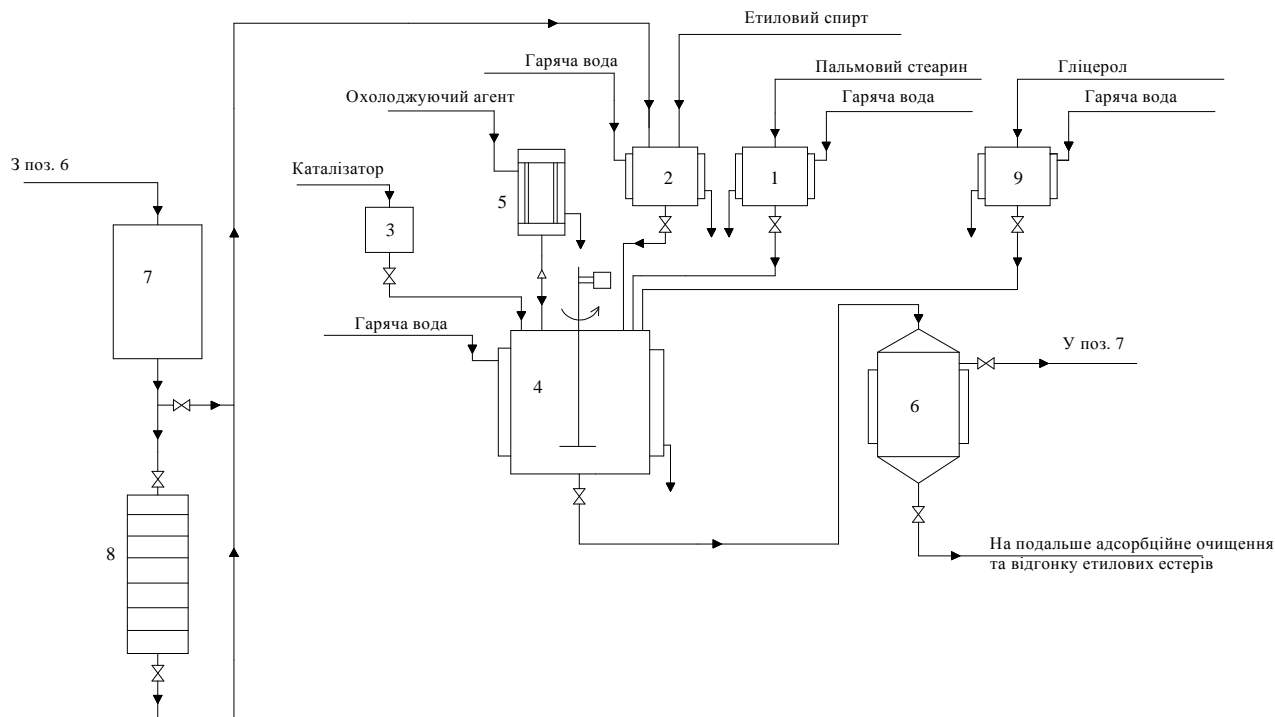 Етиловий спирт
Гаряча вода
Пальмовий стеарин
Гліцерол
Охолоджуючий агент
Гаряча вода
Гаряча вода
З поз. 6
Каталізатор
2
1
9
5
3
7
Гаряча вода
У поз. 7
4
6
8
На подальше адсорбційне очищення
та відгонку етилових естерів